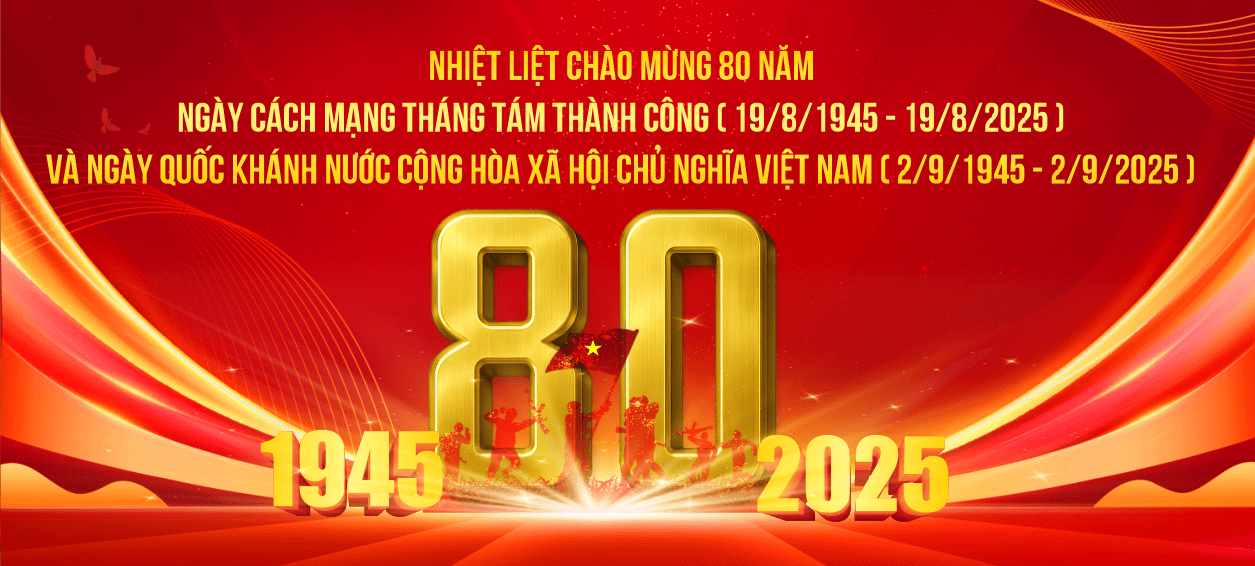 NHIỆT LIỆT CHÀO MỪNG 80 NĂM
NGÀY CÁCH MẠNG THÁNG TÁM THÀNH CÔNG ( 19/8/1945 - 19/8/2025 )
VÀ NGÀY QUỐC KHÁNH NƯỚC CỘNG HÒA XÃ HỘI CHỦ NGHĨA VIỆT NAM ( 2/9/1945 - 2/9/2025 )
80
1945 2025